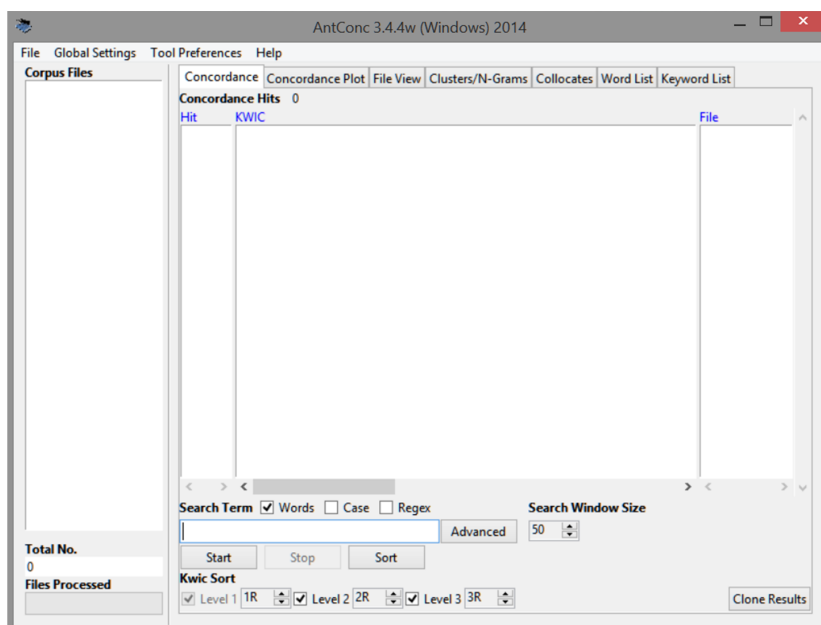 AntConc 3.4.4w (Windows) 2014
File Global Settings Tool Preferences Help
Corpus Files
Concordance Concordance Plot File View Clusters/N-Grams Collocates Word List Keyword List
Concordance Hits 0
Hit KWIC File
Search Term Words Case Regex Search Window Size
Advanced 50
Start Stop Sort
Total No.
0
Files Processed
Kwic Sort
Level 1 1R Level 2 2R Level 3 3R Clone Results